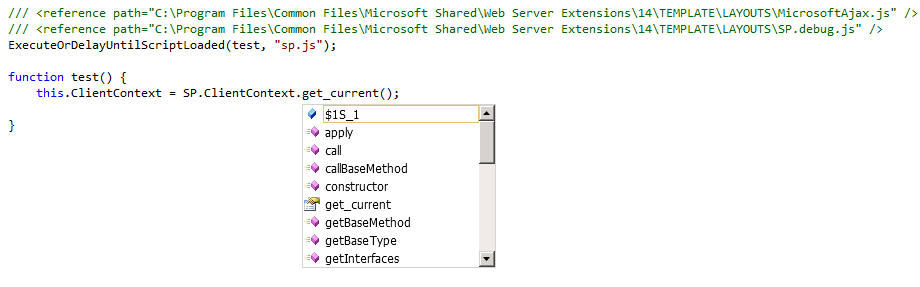 /// <reference path="C:\Program Files\Common Files\Microsoft Shared\Web Server Extensions\14\TEMPLATE\LAYOUTS\MicrosoftAjax.js" />
/// <reference path="C:\Program Files\Common Files\Microsoft Shared\Web Server Extensions\14\TEMPLATE\LAYOUTS\SP.debug.js" />
ExecuteOrDelayUntilScriptLoaded(test, "sp.js");
function test() {
this.ClientContext = SP.ClientContext.get_current();
}
$1S_1
apply
call
callBaseMethod
constructor
get_current
getBaseMethod
getBaseType
getInterfaces